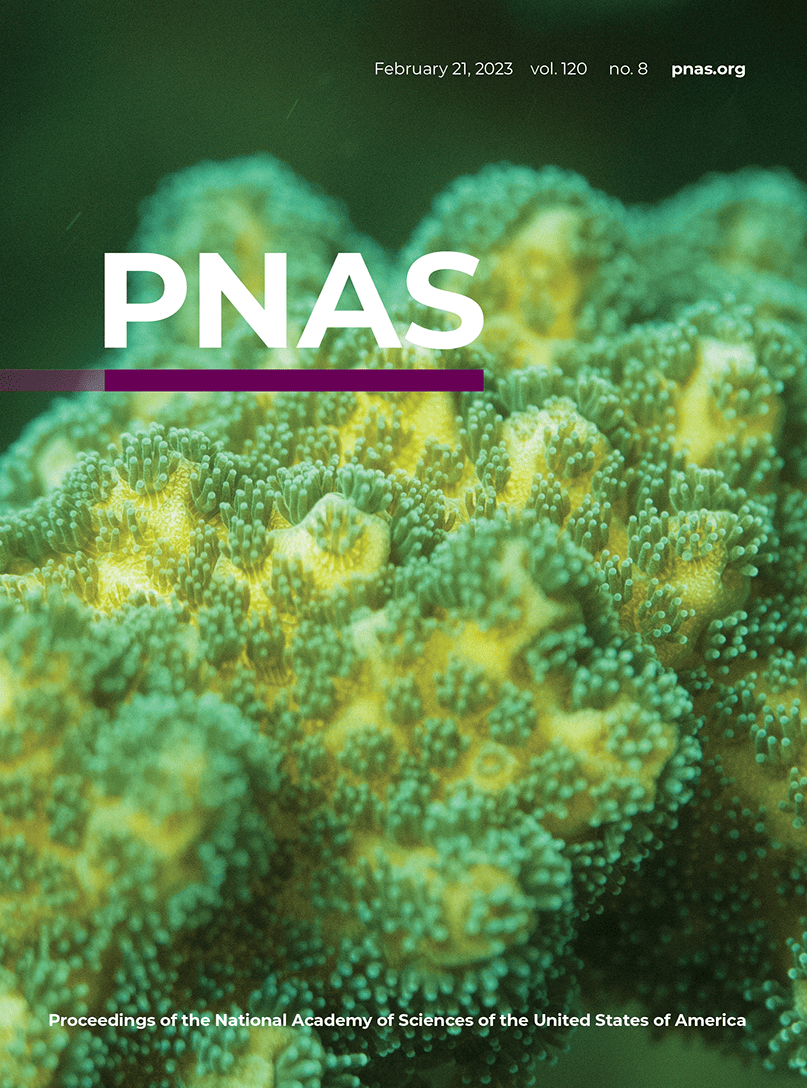 February 21, 2023 vol. 120 no. 8 pnas.org
PNAS
Proceedings of the National Academy of Sciences of the United States of America